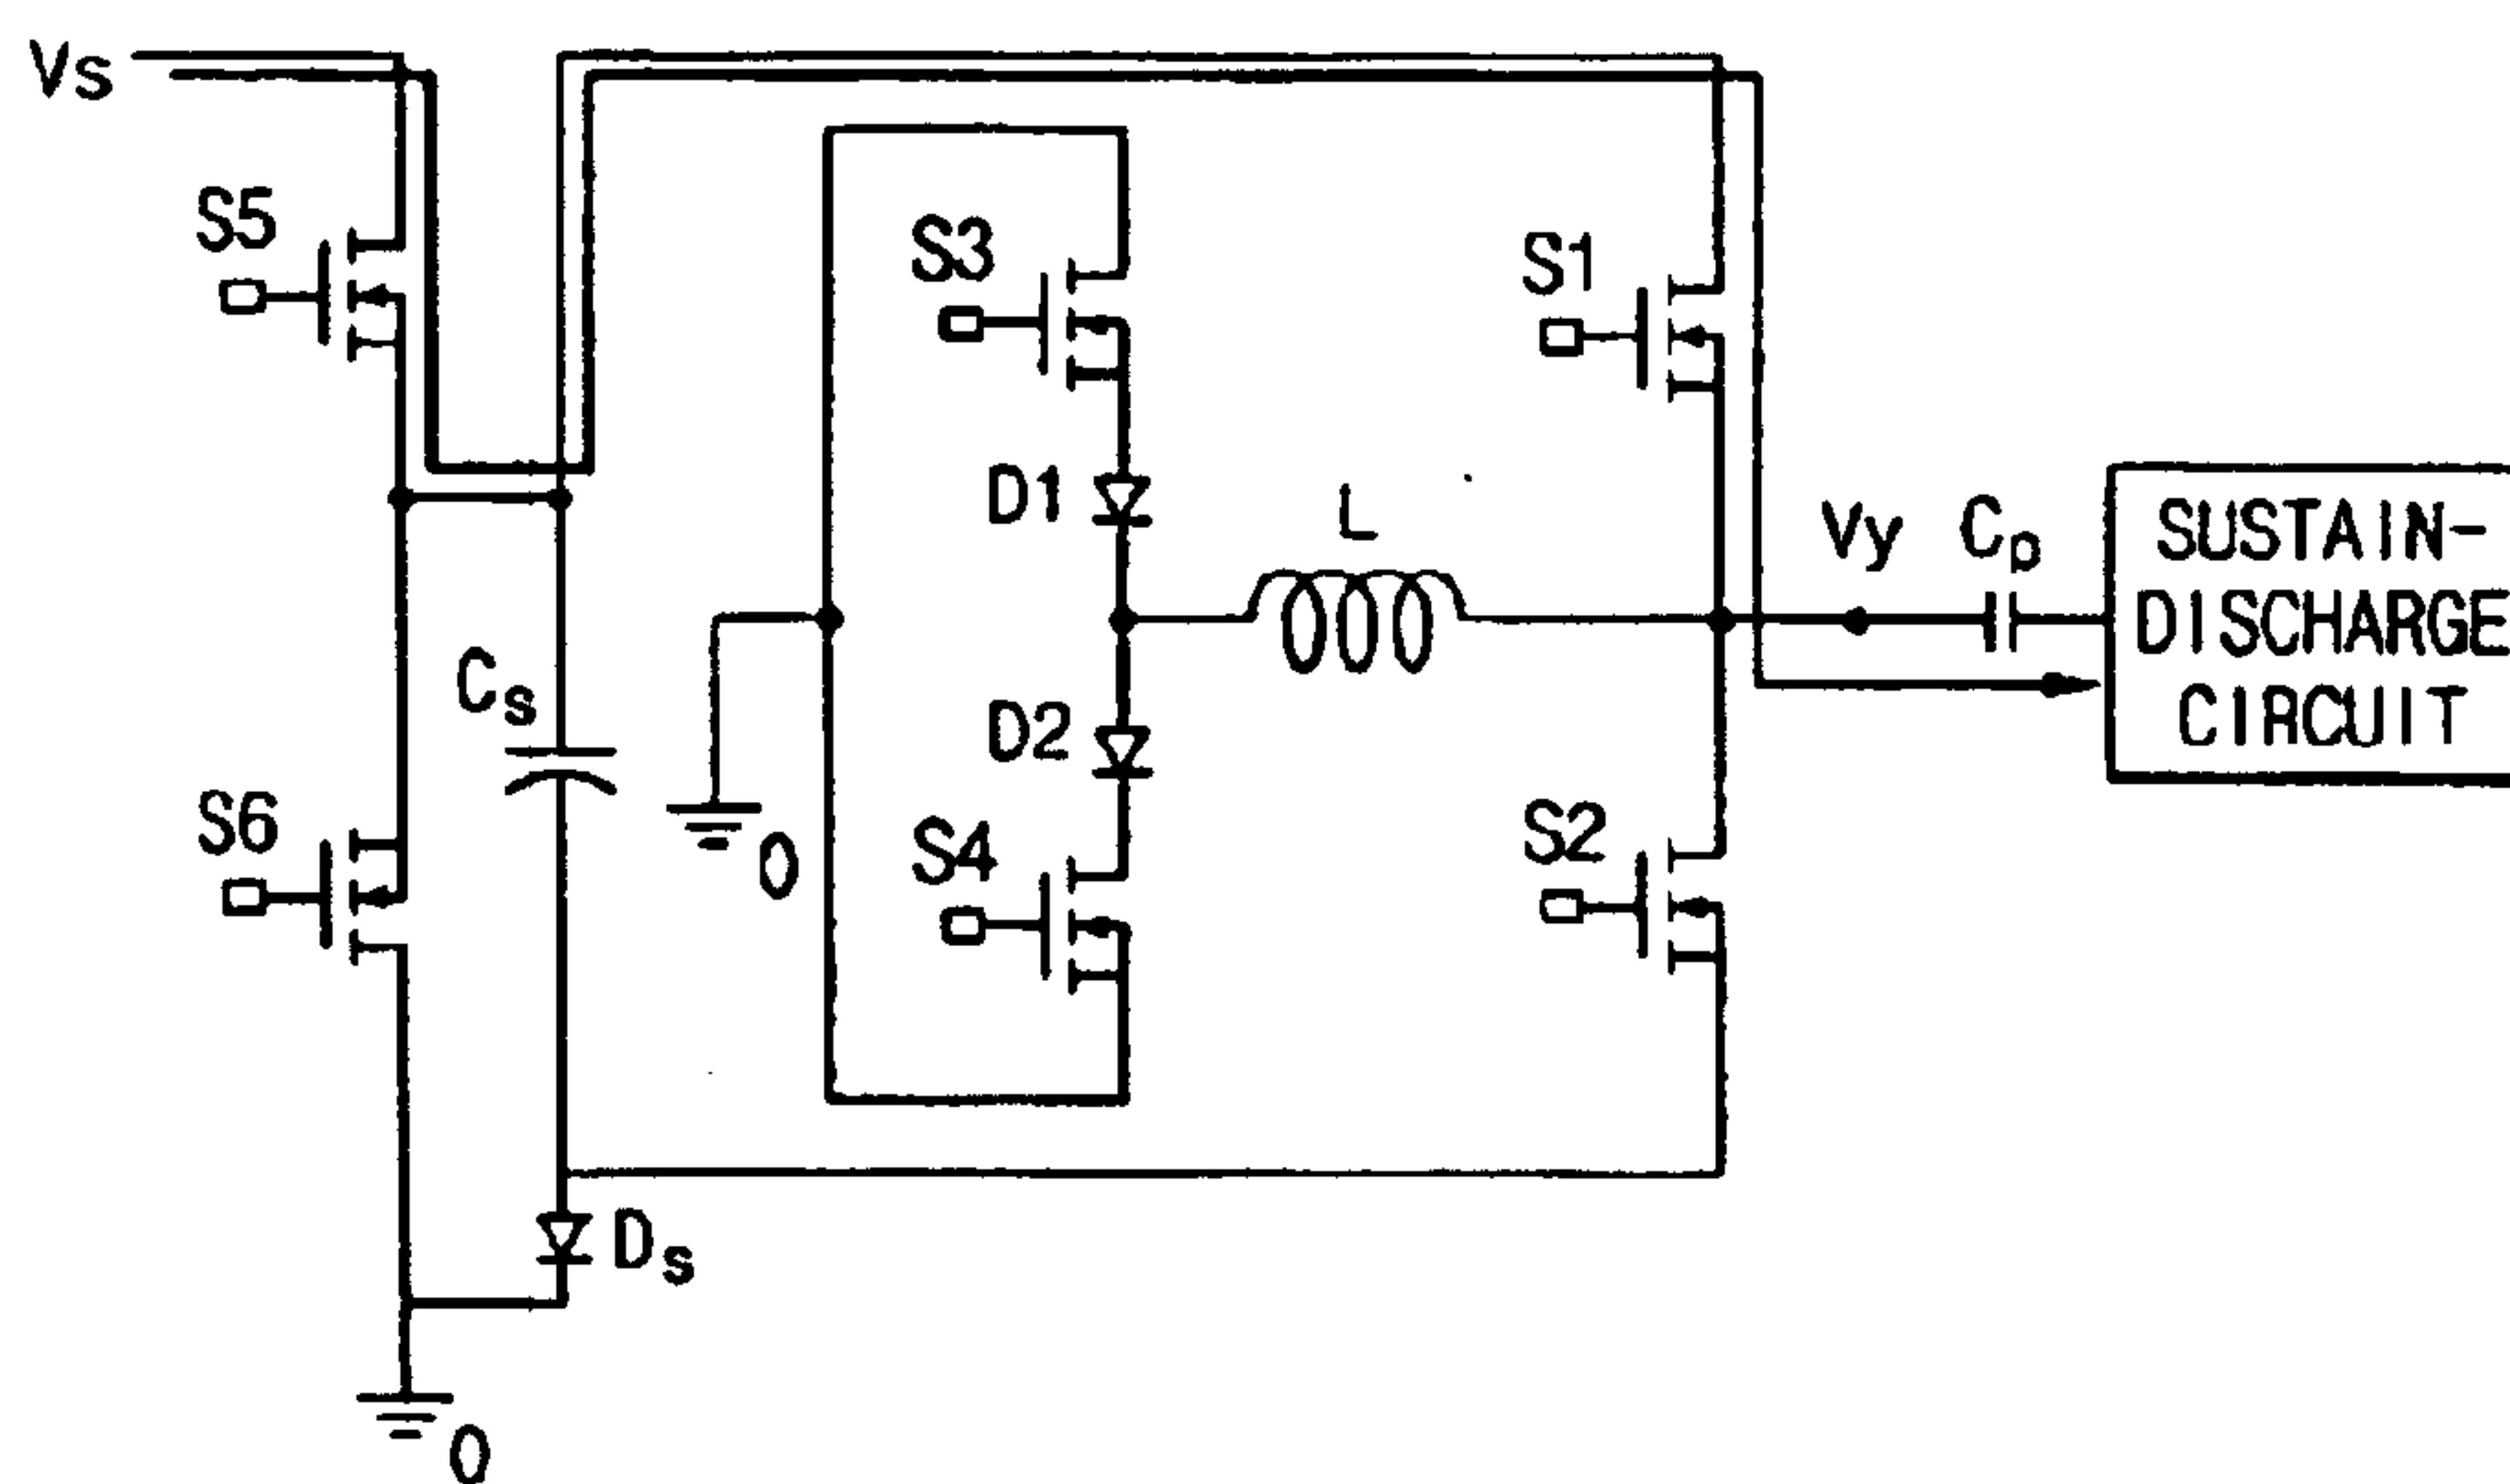 Vs
S5
S3
S1
D1
L
Vy
Cp
SUSTAIN-
DISCHARGE
CIRCUIT
Cs
D2
S6
0
S4
S2
Ds
0